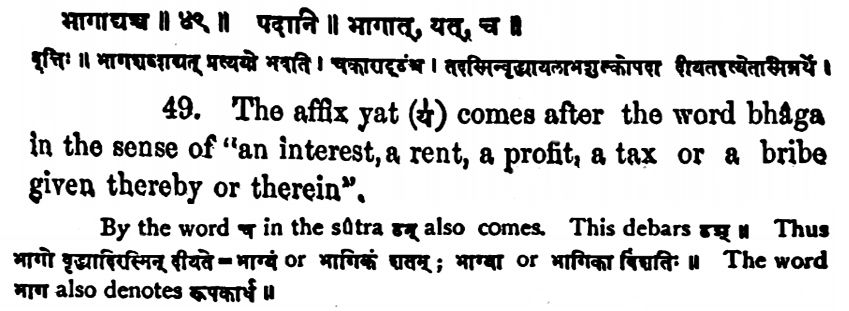 भागाद्यच्च ॥ ४९ ॥ पदानि ॥ भागात्, यत्, च ॥
वृत्तिः ॥ भागशब्दाद्यत् प्रत्ययो भवति । चकाराट्ठंश्च । तदस्मिन्वृद्ध्यायलाभशुल्कोपदा दीयतइत्येतस्मिन्नर्थे ।
49. The affix yat (य) comes after the word bhâga
in the sense of “an interest, a rent, a profit, a tax or a bribe
given thereby or therein”.
By the word च in the sûtra ठन् also comes. This debars ठञ् ॥ Thus
भागो वृद्ध्यादिरस्मिन् दीयते = भाग्यं or भागिकं शतम् ; भाग्या or भागिका विंशतिः ॥ The word
भाग also denotes रूपकार्ध ॥